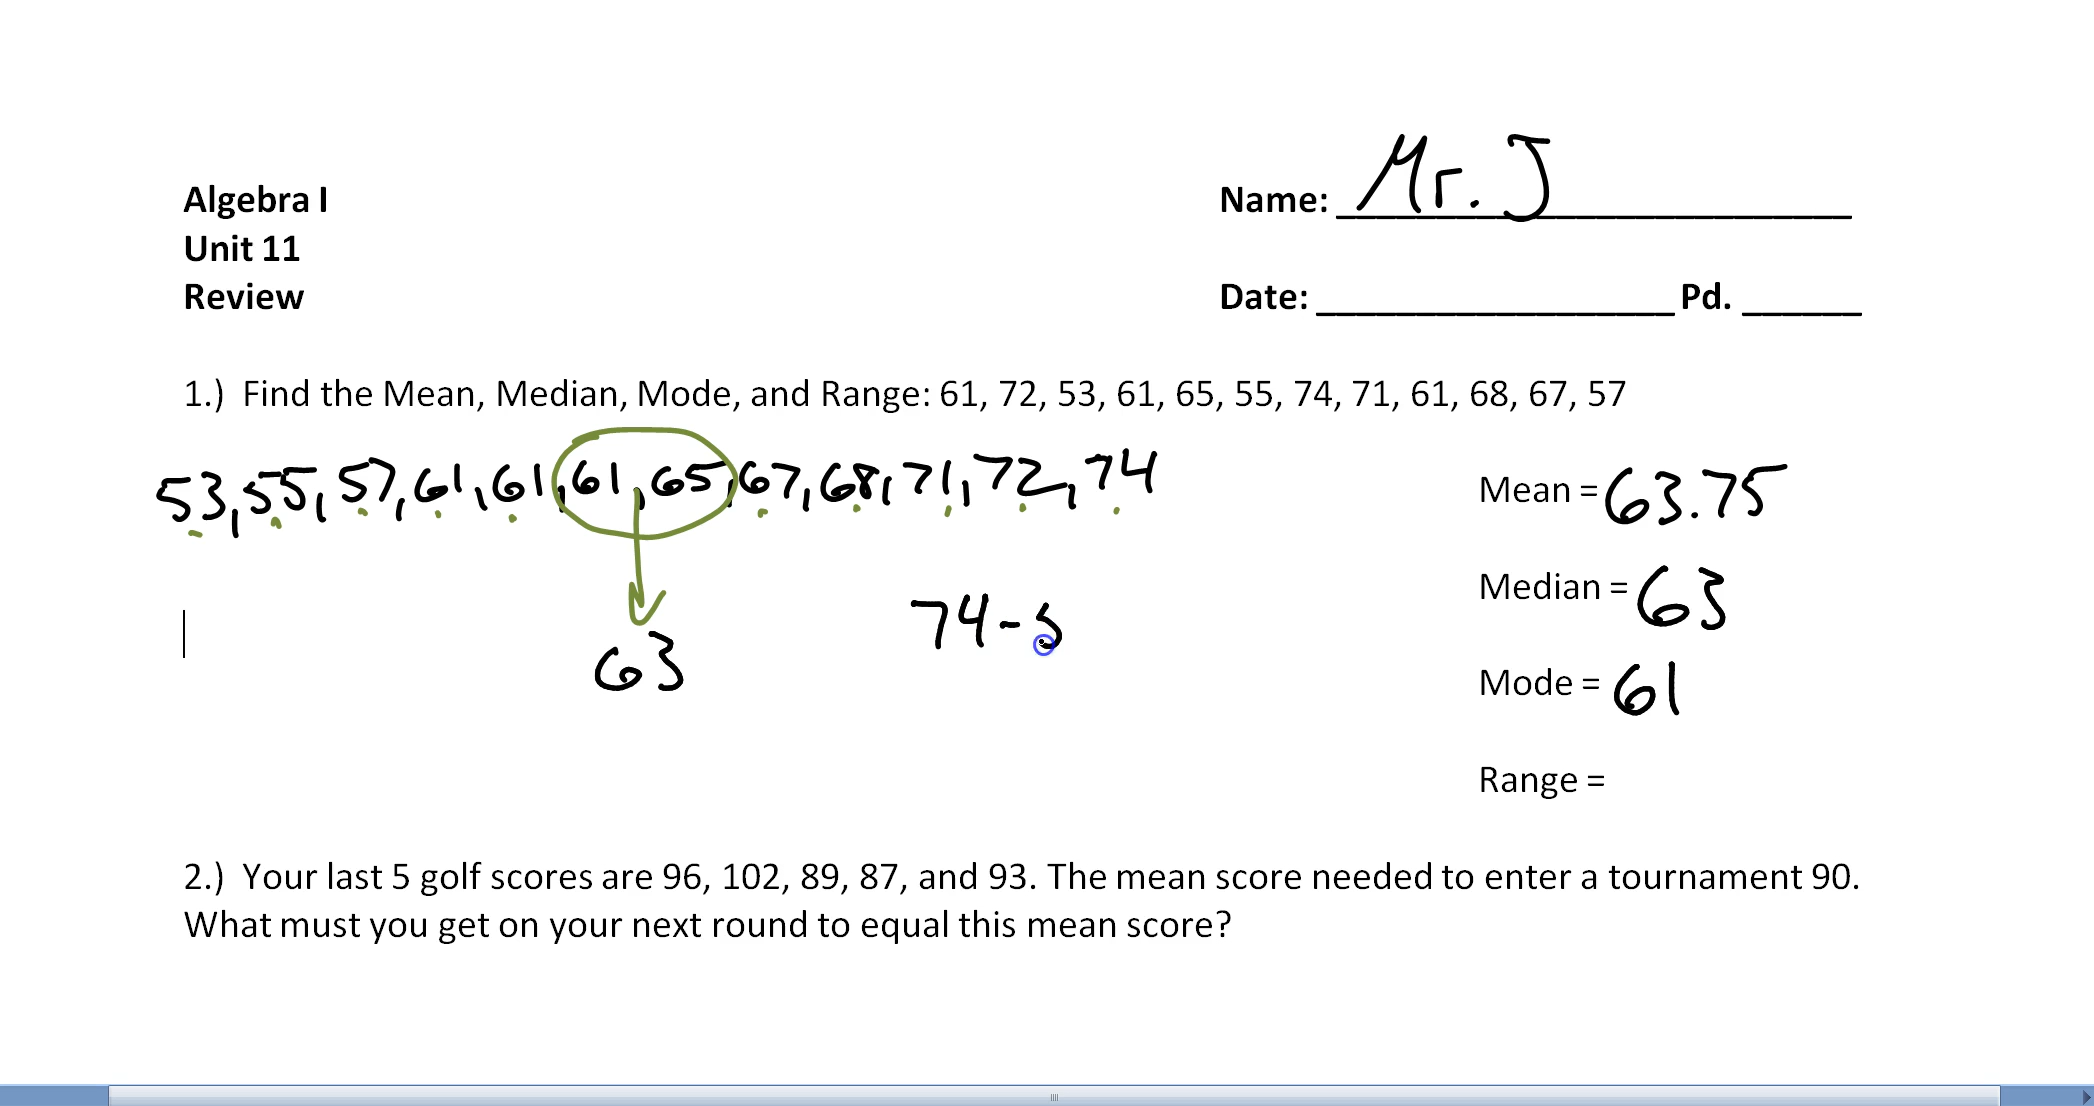 Algebra I
Unit 11
Review
Name: Mr. J
Date: __________________ Pd. ______
1.) Find the Mean, Median, Mode, and Range: 61, 72, 53, 61, 65, 55, 74, 71, 61, 68, 67, 57
53, 55, 57, 61, 61, 61, 65, 67, 68, 71, 72, 74
63
74-5
Mean = 63.75
Median = 63
Mode = 61
Range =
2.) Your last 5 golf scores are 96, 102, 89, 87, and 93. The mean score needed to enter a tournament 90.
What must you get on your next round to equal this mean score?